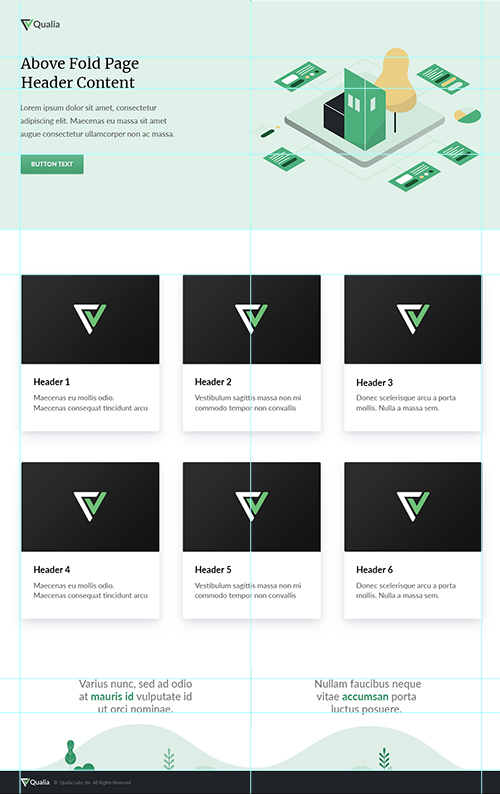 Qualia
Above Fold Page
Header Content
Lorem ipsum dolor sit amet, consectetur
adipiscing elit. Maecenas eu massa sit amet
augue consectetur ullamcorper non ac massa.
BUTTON TEXT
Header 1
Maecenas eu mollis odio.
Maecenas consequat tincidunt arcu
Header 2
Vestibulum sagittis massa non mi
commodo tempor non convallis
Header 3
Donec scelerisque arcu a porta
mollis. Nulla a massa sem.
Header 4
Maecenas eu mollis odio.
Maecenas consequat tincidunt arcu
Header 5
Vestibulum sagittis massa non mi
commodo tempor non convallis
Header 6
Donec scelerisque arcu a porta
mollis. Nulla a massa sem.
Varius nunc, sed ad odio
at mauris id vulputate id
ut orci nominae.
Nullam faucibus neque
vitae accumsan porta
luctus posuere.
Qualia © Qualia Labs, Inc. All Rights Reserved